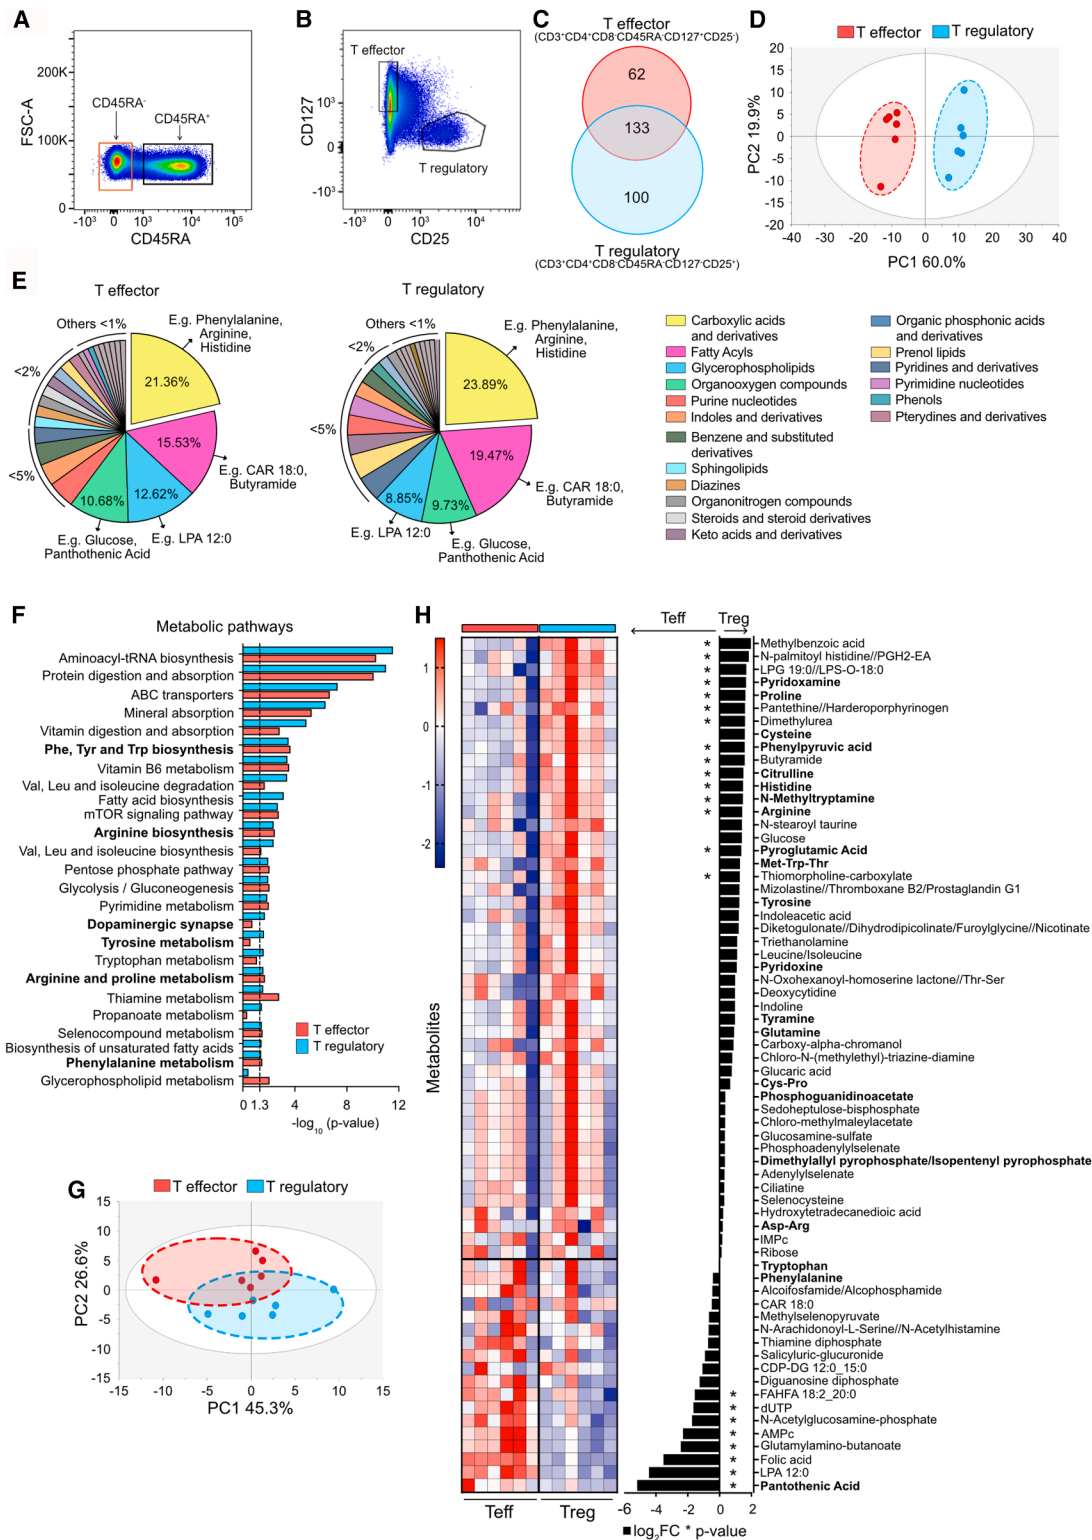 A
FSC-A
200K
100K
0
CD45RA-
CD45RA+
-10³ 0 10³ 10⁴ 10⁵
CD45RA
B
T effector
CD127
10³
0
-10³
T regulatory
-10³ 0 10³ 10⁴
CD25
C
T effector
(CD3+CD4+CD8-CD45RA-CD127+CD25-)
62
133
100
T regulatory
(CD3+CD4+CD8-CD45RA-CD127-CD25+)
D
T effector T regulatory
PC2 19.9%
20
15
10
5
0
-5
-10
-15
-20
-40 -30 -20 -10 0 10 20 30 40
PC1 60.0%
E
T effector
Others <1%
<2%
<5%
E.g. Phenylalanine,
Arginine,
Histidine
21.36%
15.53%
E.g. CAR 18:0,
Butyramide
12.62%
E.g. LPA 12:0
10.68%
E.g. Glucose,
Panthothenic Acid
T regulatory
Others <1%
<2%
<5%
E.g. Phenylalanine,
Arginine,
Histidine
23.89%
19.47%
E.g. CAR 18:0,
Butyramide
8.85%
E.g. LPA 12:0
9.73%
E.g. Glucose,
Panthothenic Acid
Carboxylic acids
and derivatives
Fatty Acyls
Glycerophospholipids
Organooxygen compounds
Purine nucleotides
Indoles and derivatives
Benzene and substituted
derivatives
Sphingolipids
Diazines
Organonitrogen compounds
Steroids and steroid derivatives
Keto acids and derivatives
Organic phosphonic acids
and derivatives
Prenol lipids
Pyridines and derivatives
Pyrimidine nucleotides
Phenols
Pterydines and derivatives
F
Metabolic pathways
Aminoacyl-tRNA biosynthesis
Protein digestion and absorption
ABC transporters
Mineral absorption
Vitamin digestion and absorption
Phe, Tyr and Trp biosynthesis
Vitamin B6 metabolism
Val, Leu and isoleucine degradation
Fatty acid biosynthesis
mTOR signaling pathway
Arginine biosynthesis
Val, Leu and isoleucine biosynthesis
Pentose phosphate pathway
Glycolysis / Gluconeogenesis
Pyrimidine metabolism
Dopaminergic synapse
Tyrosine metabolism
Tryptophan metabolism
Arginine and proline metabolism
Thiamine metabolism
Propanoate metabolism
Selenocompound metabolism
Biosynthesis of unsaturated fatty acids
Phenylalanine metabolism
Glycerophospholipid metabolism
T effector
T regulatory
0 1.3 4 8 12
-log₁₀ (p-value)
G
T effector T regulatory
PC2 26.6%
15
10
5
0
-5
-10
-15
-15 -10 -5 0 5 10 15
PC1 45.3%
H
1
0
-1
-2
Metabolites
Teff Treg
Teff Treg
* Methylbenzoic acid
* N-palmitoyl histidine//PGH2-EA
* LPG 19:0//LPS-O-18:0
* Pyridoxamine
* Proline
* Pantethine//Harderoporphyrinogen
* Dimethylurea
Cysteine
* Phenylpyruvic acid
* Butyramide
* Citrulline
* Histidine
* N-Methyltryptamine
* Arginine
N-stearoyl taurine
Glucose
* Pyroglutamic Acid
Met-Trp-Thr
* Thiomorpholine-carboxylate
Mizolastine//Thromboxane B2/Prostaglandin G1
Tyrosine
Indoleacetic acid
Diketogulonate//Dihydrodipicolinate/Furoylglycine//Nicotinate
Triethanolamine
Leucine/Isoleucine
Pyridoxine
N-Oxohexanoyl-homoserine lactone//Thr-Ser
Deoxycytidine
Indoline
Tyramine
Glutamine
Carboxy-alpha-chromanol
Chloro-N-(methylethyl)-triazine-diamine
Glucaric acid
Cys-Pro
Phosphoguanidinoacetate
Sedoheptulose-bisphosphate
Chloro-methylmaleylacetate
Glucosamine-sulfate
Phosphoadenylylselenate
Dimethylallyl pyrophosphate/Isopentenyl pyrophosphate
Adenylylselenate
Ciliatine
Selenocysteine
Hydroxytetradecanedioic acid
Asp-Arg
IMPc
Ribose
Tryptophan
Phenylalanine
Alcoifosfamide/Alcophosphamide
CAR 18:0
Methylselenopyruvate
N-Arachidonoyl-L-Serine//N-Acetylhistamine
Thiamine diphosphate
Salicyluric-glucuronide
CDP-DG 12:0_15:0
Diguanosine diphosphate
* FAHFA 18:2_20:0
* dUTP
* N-Acetylglucosamine-phosphate
* AMPc
* Glutamylamino-butanoate
* Folic acid
* LPA 12:0
* Pantothenic Acid
-6 -4 -2 0 2
log₂FC * p-value